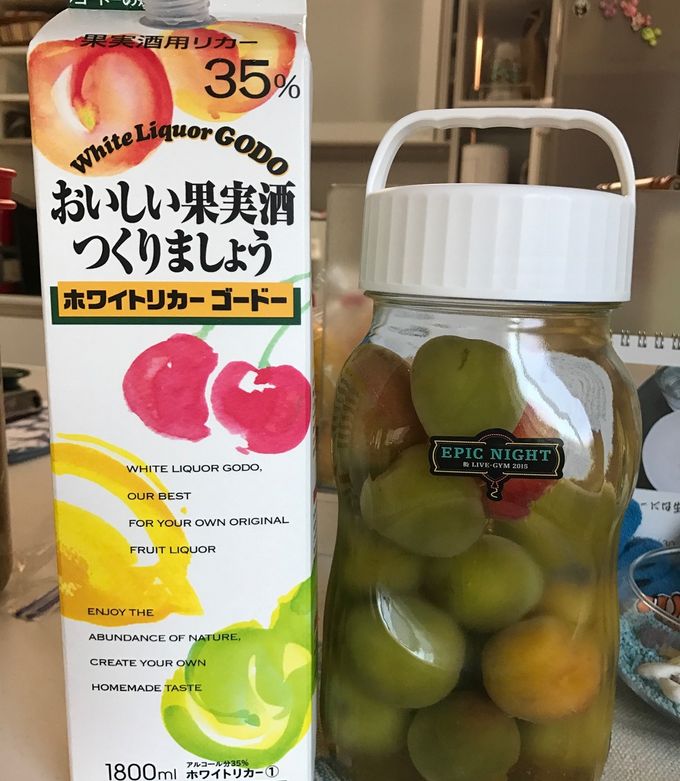 果実酒用リカー
35%
White Liquor GODO
おいしい果実酒
つくりましょう
ホワイトリカー ゴードー
WHITE LIQUOR GODO,
OUR BEST
FOR YOUR OWN ORIGINAL
FRUIT LIQUOR
ENJOY THE
ABUNDANCE OF NATURE,
CREATE YOUR OWN
HOMEMADE TASTE
1800ml
アルコール分35%
ホワイトリカー①
EPIC NIGHT
LIVE-GYM 2015